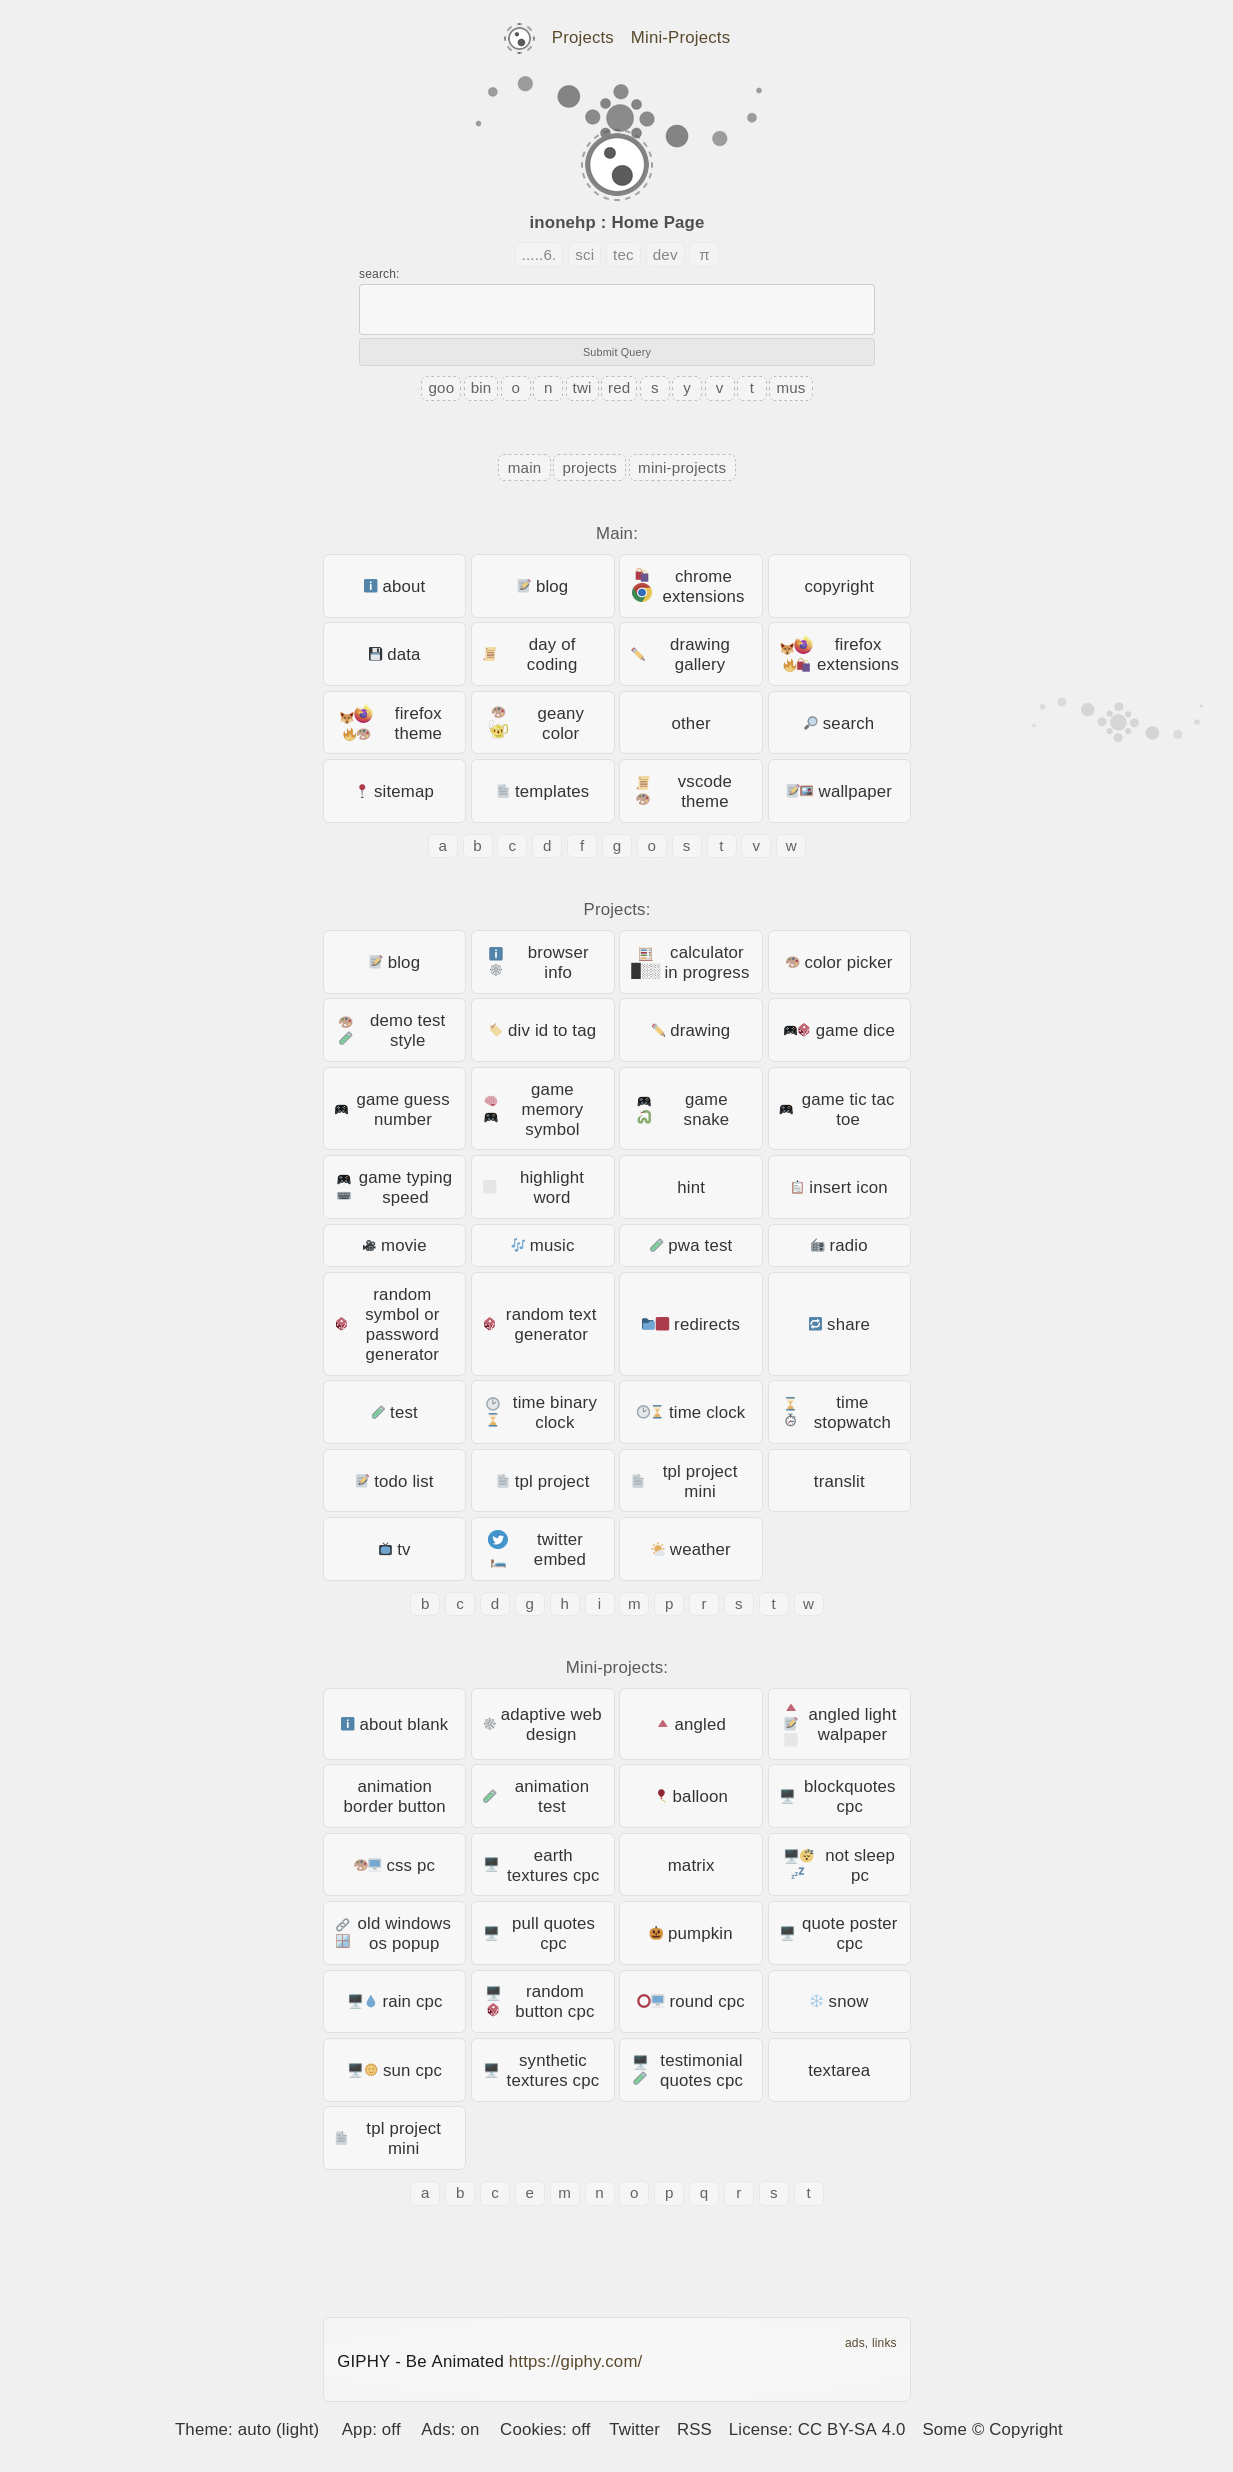 Projects Mini-Projects
inonehp : Home Page
.....6. sci tec dev π
search:
Submit Query
goo bin o n twi red s y v t mus
main projects mini-projects
Main:
about
blog
chrome
extensions
copyright
data
day of
coding
drawing
gallery
firefox
extensions
firefox
theme
geany
color
other
search
sitemap
templates
vscode
theme
wallpaper
a b c d f g o s t v w
Projects:
blog
browser
info
calculator
in progress
color picker
demo test
style
div id to tag
drawing
game dice
game guess
number
game
memory
symbol
game
snake
game tic tac
toe
game typing
speed
highlight
word
hint
insert icon
movie
music
pwa test
radio
random
symbol or
password
generator
random text
generator
redirects
share
test
time binary
clock
time clock
time
stopwatch
todo list
tpl project
tpl project
mini
translit
tv
twitter
embed
weather
b c d g h i m p r s t w
Mini-projects:
about blank
adaptive web
design
angled
angled light
walpaper
animation
border button
animation
test
balloon
blockquotes
cpc
css pc
earth
textures cpc
matrix
not sleep
pc
old windows
os popup
pull quotes
cpc
pumpkin
quote poster
cpc
rain cpc
random
button cpc
round cpc
snow
sun cpc
synthetic
textures cpc
testimonial
quotes cpc
textarea
tpl project
mini
a b c e m n o p q r s t
ads, links
GIPHY - Be Animated https://giphy.com/
Theme: auto (light) App: off Ads: on Cookies: off Twitter RSS License: CC BY-SA 4.0 Some © Copyright